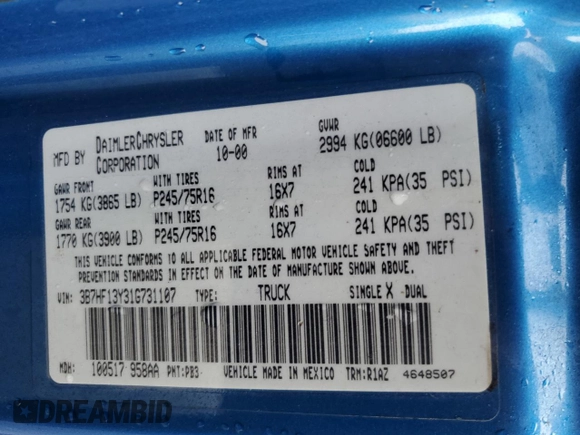 MFD BY DAIMLERCHRYSLER CORPORATION DATE OF MFR 10-00 GVWR 2994 KG(06600 LB)
GAWR FRONT WITH TIRES RIMS AT COLD
1754 KG(3865 LB) P245/75R16 16X7 241 KPA(35 PSI)
GAWR REAR WITH TIRES RIMS AT COLD
1770 KG(3900 LB) P245/75R16 16X7 241 KPA(35 PSI)
THIS VEHICLE CONFORMS TO ALL APPLICABLE FEDERAL MOTOR VEHICLE SAFETY AND THEFT
PREVENTION STANDARDS IN EFFECT ON THE DATE OF MANUFACTURE SHOWN ABOVE.
VIN: 3B7HF13Y31G731107 TYPE: TRUCK SINGLE X DUAL
MDH: 100517 958AA PNT:PB3 VEHICLE MADE IN MEXICO TRM:R1AZ 4648507
DREAMBID